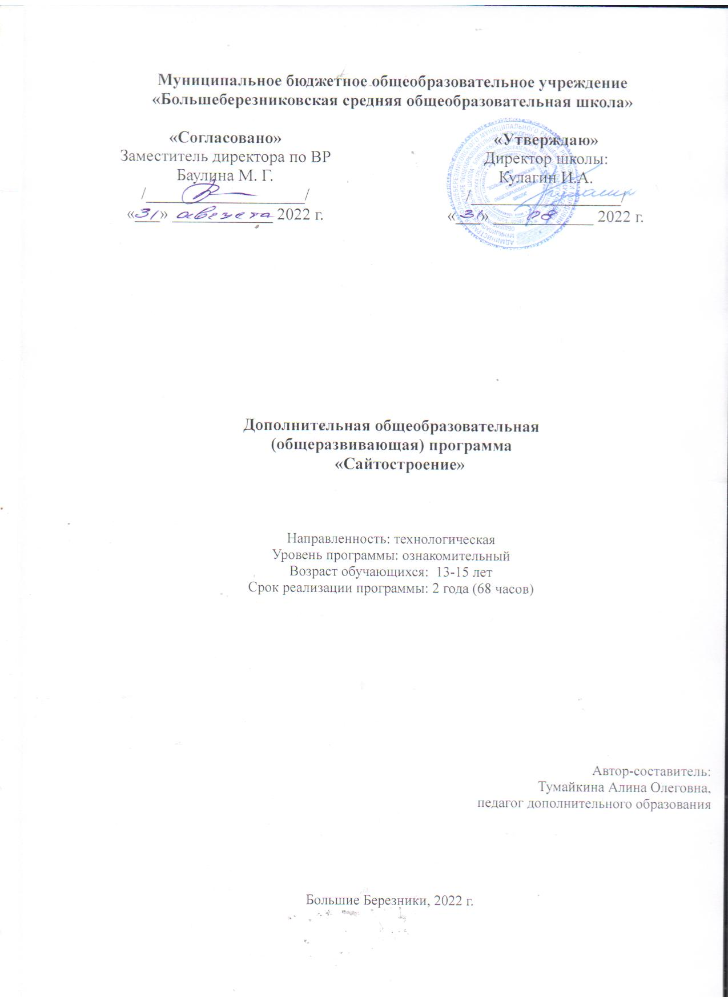 Муниципальное бюджетное общеобразовательное учреждение
«Большеберезниковская средняя общеобразовательная школа»
«Согласовано»
Заместитель директора по ВР
Баулина М. Г.
/____________________/
«31» августа 2022 г.
«Утверждаю»
Директор школы:
Кулагин И.А.
/___________________/
«31» 08 2022 г.
Дополнительная общеобразовательная
(общеразвивающая) программа
«Сайтостроение»
Направленность: технологическая
Уровень программы: ознакомительный
Возраст обучающихся:  13-15 лет
Срок реализации программы: 2 года (68 часов)
Автор-составитель:
Тумайкина Алина Олеговна,
педагог дополнительного образования
Большие Березники, 2022 г.